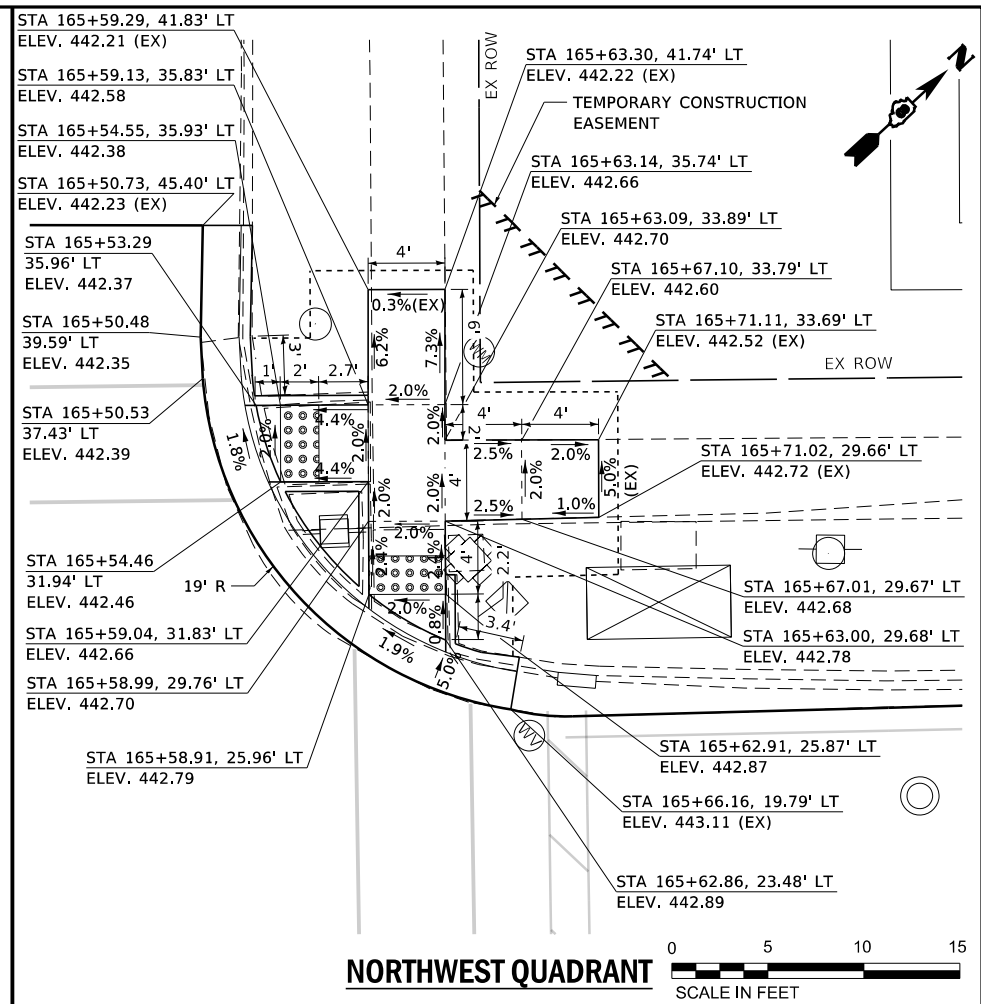 STA 165+59.29, 41.83' LT
ELEV. 442.21 (EX)
STA 165+59.13, 35.83' LT
ELEV. 442.58
STA 165+54.55, 35.93' LT
ELEV. 442.38
STA 165+50.73, 45.40' LT
ELEV. 442.23 (EX)
STA 165+53.29
35.96' LT
ELEV. 442.37
STA 165+50.48
39.59' LT
ELEV. 442.35
STA 165+50.53
37.43' LT
ELEV. 442.39
STA 165+54.46
31.94' LT
ELEV. 442.46
STA 165+59.04, 31.83' LT
ELEV. 442.66
STA 165+58.99, 29.76' LT
ELEV. 442.70
STA 165+58.91, 25.96' LT
ELEV. 442.79
EX ROW
STA 165+63.30, 41.74' LT
ELEV. 442.22 (EX)
TEMPORARY CONSTRUCTION
EASEMENT
STA 165+63.14, 35.74' LT
ELEV. 442.66
STA 165+63.09, 33.89' LT
ELEV. 442.70
STA 165+67.10, 33.79' LT
ELEV. 442.60
STA 165+71.11, 33.69' LT
ELEV. 442.52 (EX)
EX ROW
N
STA 165+71.02, 29.66' LT
ELEV. 442.72 (EX)
STA 165+67.01, 29.67' LT
ELEV. 442.68
STA 165+63.00, 29.68' LT
ELEV. 442.78
STA 165+62.91, 25.87' LT
ELEV. 442.87
STA 165+66.16, 19.79' LT
ELEV. 443.11 (EX)
STA 165+62.86, 23.48' LT
ELEV. 442.89
4'
0.3%(EX)
6.2%
7.3%
6'
WV
2.0%
3'
1'
2'
2.7'
4.4%
4.4%
2.0%
2.0%
1.8%
2.0%
2'
4'
4'
2.5%
2.0%
4'
2.0%
2.0%
2.0%
5.0%
(EX)
2.5%
1.0%
2.0%
2.4%
2.4%
4'
2.2'
2.0%
0.8%
3.4'
1.9%
5.0%
19' R
WV
NORTHWEST QUADRANT
0
5
10
15
SCALE IN FEET